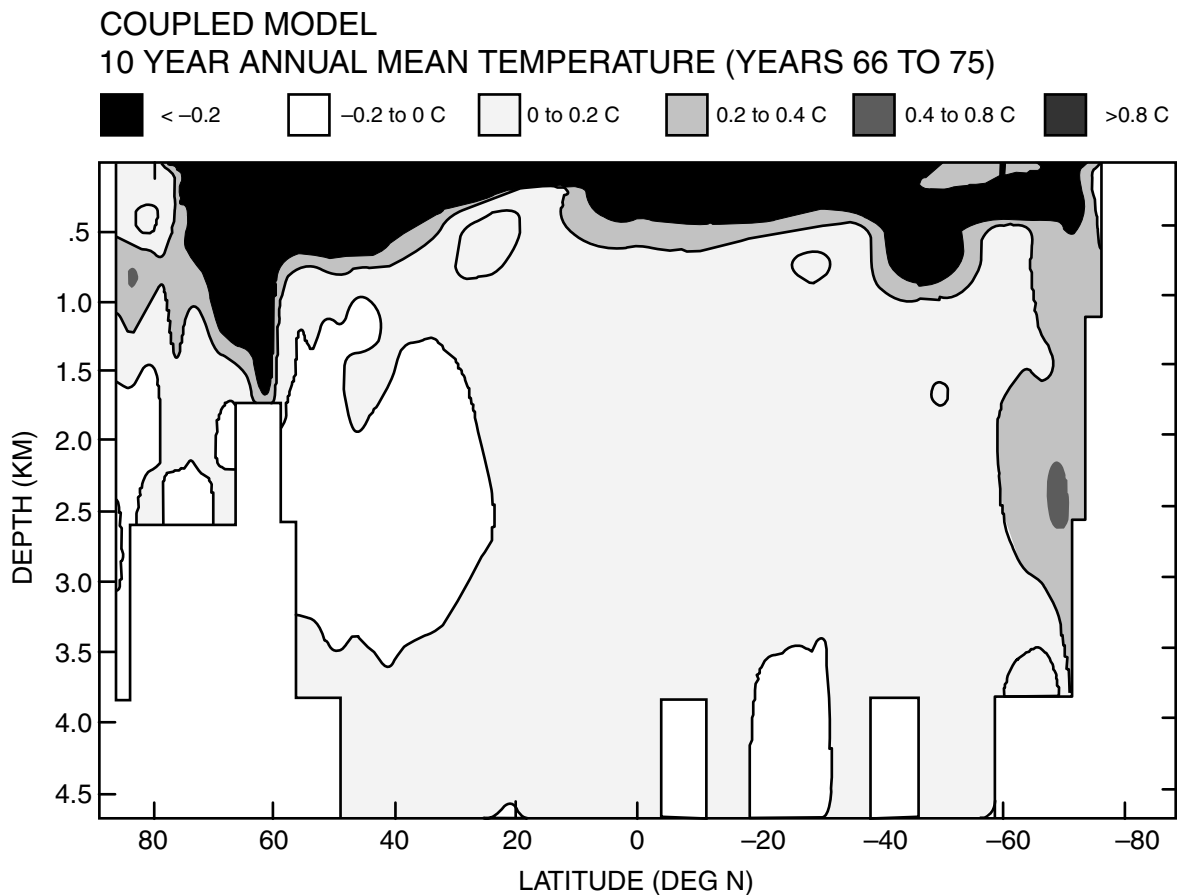 COUPLED MODEL
10 YEAR ANNUAL MEAN TEMPERATURE (YEARS 66 TO 75)
< –0.2 –0.2 to 0 C 0 to 0.2 C 0.2 to 0.4 C 0.4 to 0.8 C >0.8 C
.5
1.0
1.5
2.0
2.5
3.0
3.5
4.0
4.5
DEPTH (KM)
80 60 40 20 0 –20 –40 –60 –80
LATITUDE (DEG N)